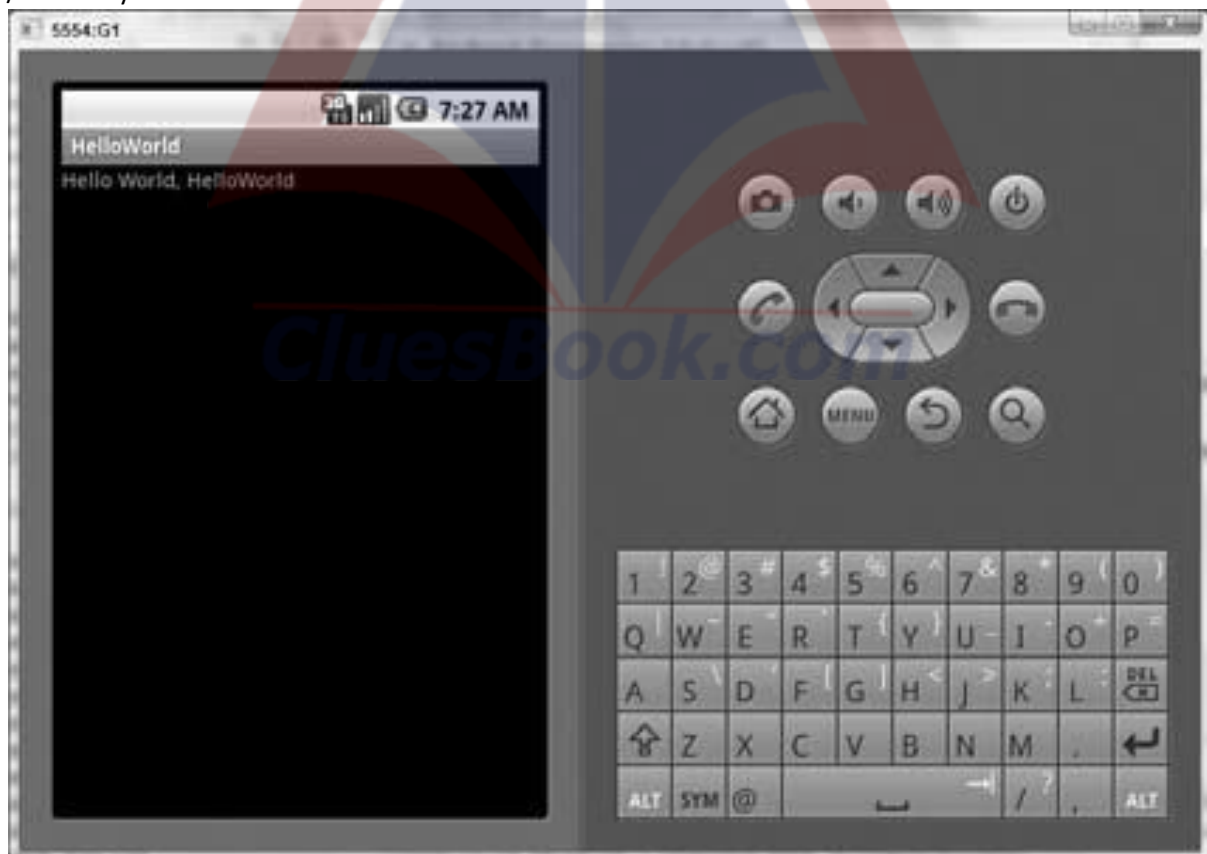 5554:G1
7:27 AM
HelloWorld
Hello World, HelloWorld
CluesBook.com
MENU
1 ! 2 @ 3 # 4 $ 5 % 6 ^ 7 & 8 * 9 ( 0 )
Q | W E R T { Y } U I O + P =
A S \ D F [ G ] H < J > K L : DEL
Z X C V B N M .
ALT SYM @ / ? , ALT